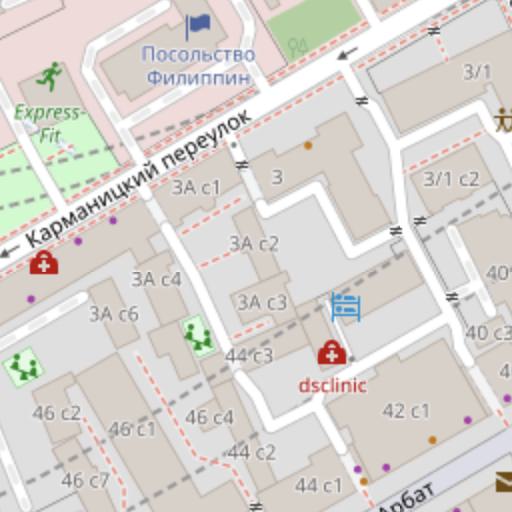 Посольство
Филиппин
3/1
Express-
Fit
Карманицкий переулок
3А с1
3
3/1 с2
3А с2
3А с4
40
3А с3
3А с6
40 с3
44 с3
dsclinic
4
46 с2
46 с1
46 с4
42 с1
44 с2
46 с7
44 с1
Арбат